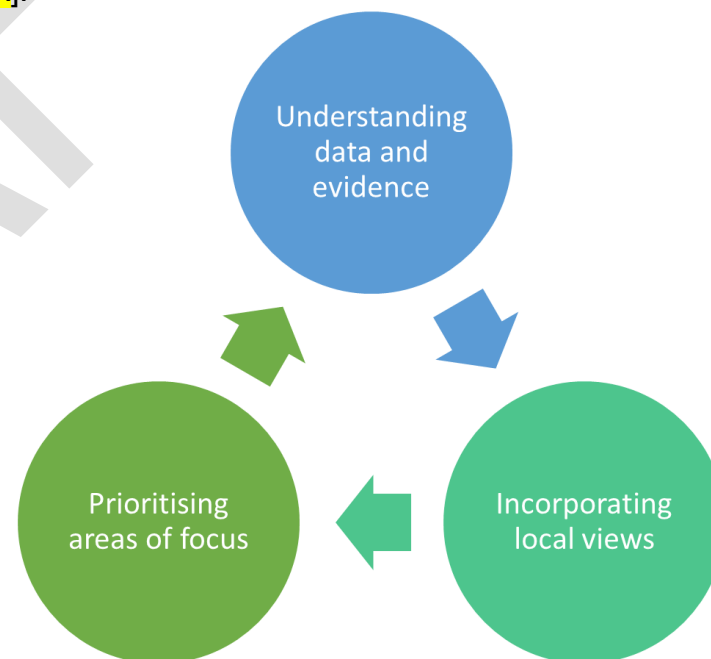 Understanding
data and
evidence
Incorporating
local views
Prioritising
areas of focus